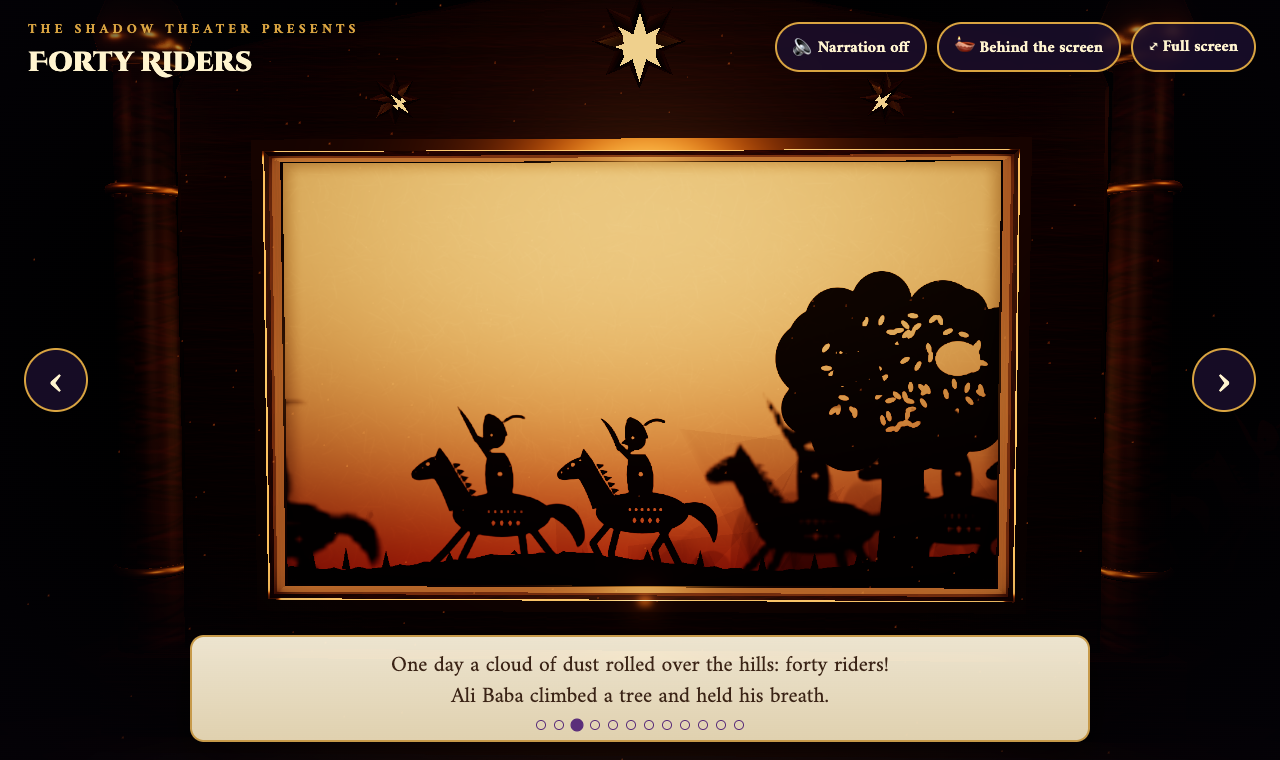 THE SHADOW THEATER PRESENTS
FORTY RIDERS
Narration off
Behind the screen
Full screen
One day a cloud of dust rolled over the hills: forty riders!
Ali Baba climbed a tree and held his breath.